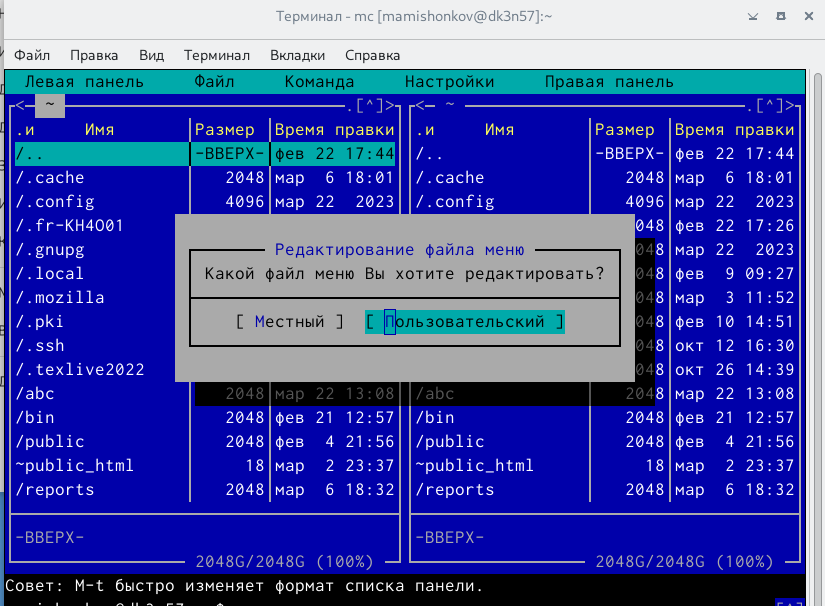 Терминал - mc [mamishonkov@dk3n57]:~
Файл Правка Вид Терминал Вкладки Справка
Левая панель Файл Команда Настройки Правая панель
<─ ~ .[^]> <─ ~ .[^]>
.и Имя Размер Время правки .и Имя Размер Время правки
/.. -ВВЕРХ- фев 22 17:44 /.. -ВВЕРХ- фев 22 17:44
/.cache 2048 мар 6 18:01 /.cache 2048 мар 6 18:01
/.config 4096 мар 22 2023 /.config 4096 мар 22 2023
/.fr-KH4O01 048 фев 22 17:26
/.gnupg Редактирование файла меню 048 мар 22 2023
/.local Какой файл меню Вы хотите редактировать? 048 фев 9 09:27
/.mozilla 048 мар 3 11:52
/.pki [ Местный ] [ Пользовательский ] 048 фев 10 14:51
/.ssh 048 окт 12 16:30
/.texlive2022 048 окт 26 14:39
/abc 2048 мар 22 13:08 /abc 2048 мар 22 13:08
/bin 2048 фев 21 12:57 /bin 2048 фев 21 12:57
/public 2048 фев 4 21:56 /public 2048 фев 4 21:56
~public_html 18 мар 2 23:37 ~public_html 18 мар 2 23:37
/reports 2048 мар 6 18:32 /reports 2048 мар 6 18:32
-ВВЕРХ- -ВВЕРХ-
2048G/2048G (100%) 2048G/2048G (100%)
Совет: M-t быстро изменяет формат списка панели.